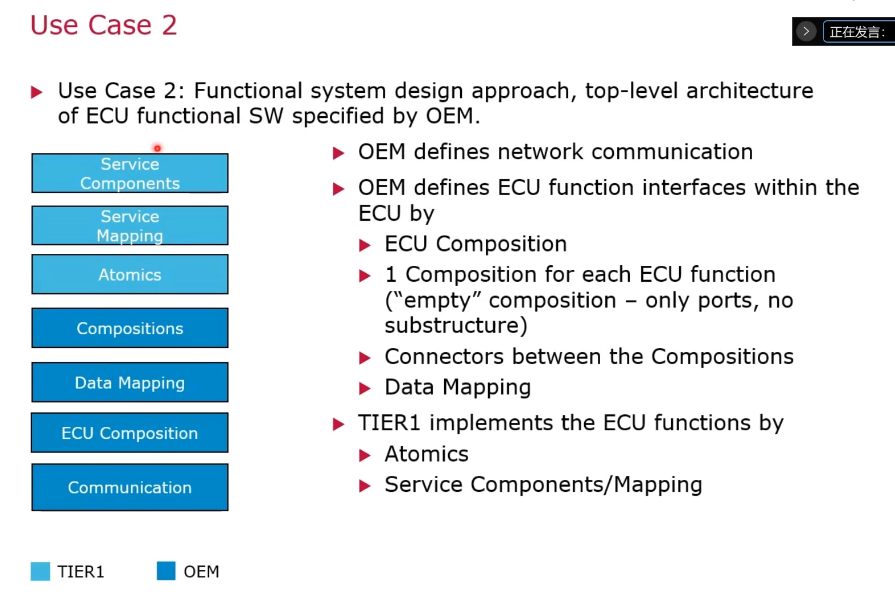 Use Case 2
正在发言:
Use Case 2: Functional system design approach, top-level architecture
of ECU functional SW specified by OEM.
Service
Components
Service
Mapping
Atomics
Compositions
Data Mapping
ECU Composition
Communication
OEM defines network communication
OEM defines ECU function interfaces within the
ECU by
ECU Composition
1 Composition for each ECU function
(“empty” composition – only ports, no
substructure)
Connectors between the Compositions
Data Mapping
TIER1 implements the ECU functions by
Atomics
Service Components/Mapping
TIER1
OEM